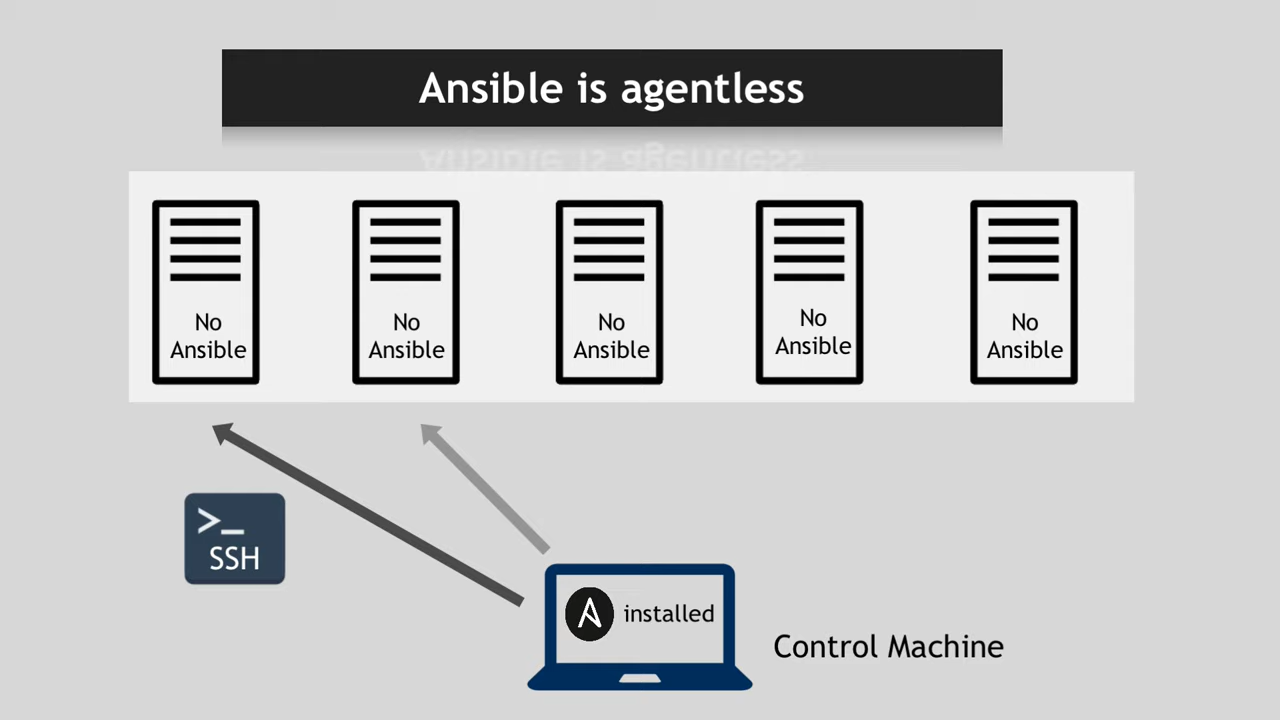 Ansible is agentless
No
Ansible
No
Ansible
No
Ansible
No
Ansible
No
Ansible
>_
SSH
installed
Control Machine